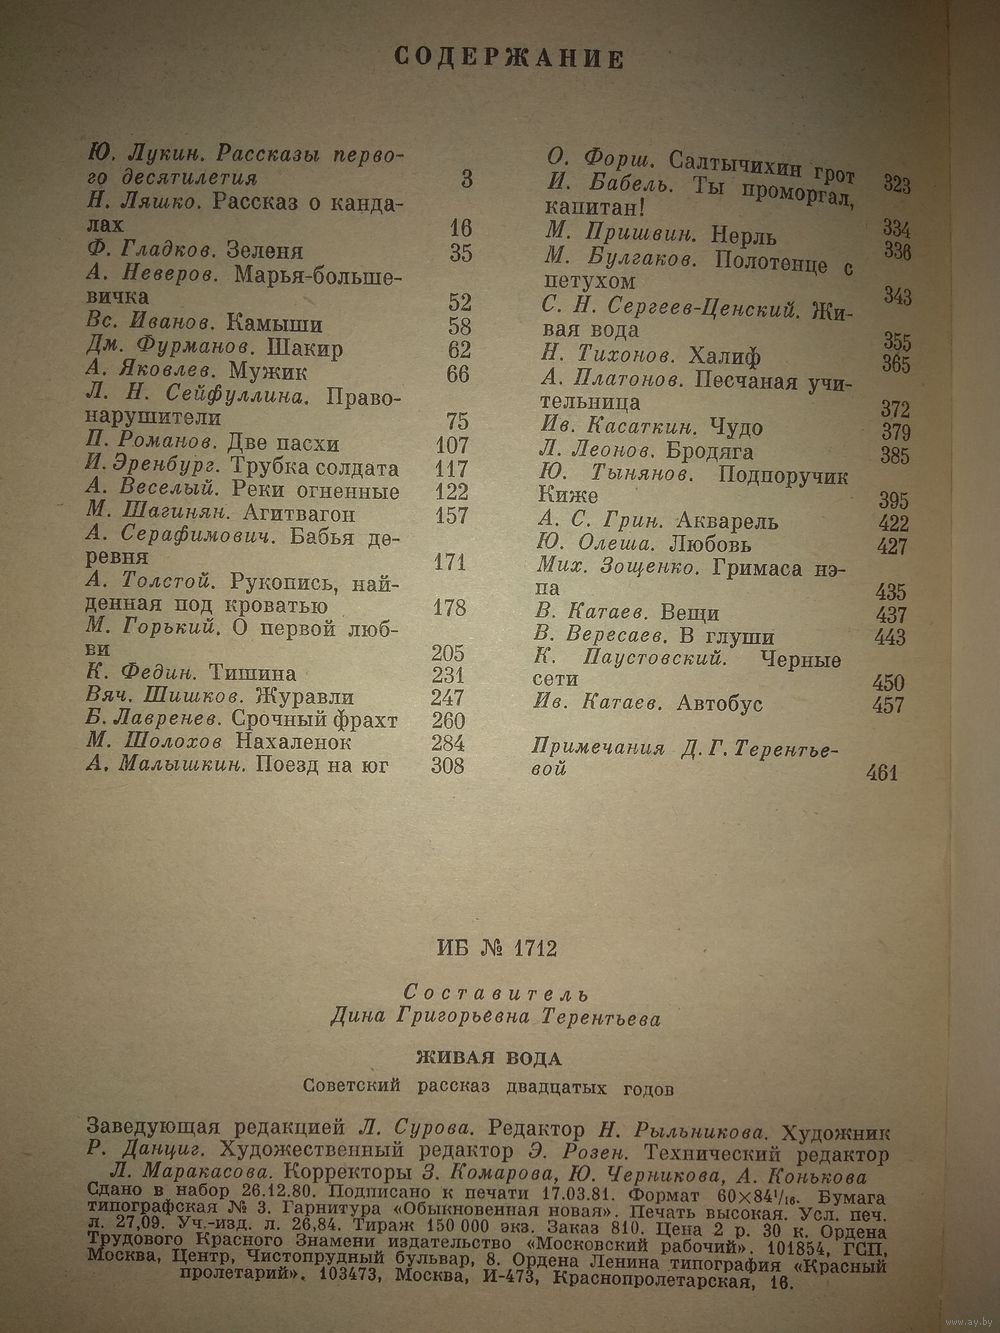 СОДЕРЖАНИЕ
Ю. Лукин. Рассказы перво-
го десятилетия 3
Н. Ляшко. Рассказ о канда-
лах 16
Ф. Гладков. Зеленя 35
А. Неверов. Марья-больше-
вичка 52
Вс. Иванов. Камыши 58
Дм. Фурманов. Шакир 62
А. Яковлев. Мужик 66
Л. Н. Сейфуллина. Право-
нарушители 75
П. Романов. Две пасхи 107
И. Эренбург. Трубка солдата 117
А. Веселый. Реки огненные 122
М. Шагинян. Агитвагон 157
А. Серафимович. Бабья де-
ревня 171
А. Толстой. Рукопись, най-
денная под кроватью 178
М. Горький. О первой люб-
ви 205
К. Федин. Тишина 231
Вяч. Шишков. Журавли 247
Б. Лавренев. Срочный фрахт 260
М. Шолохов Нахаленок 284
А. Малышкин. Поезд на юг 308
О. Форш. Салтычихин грот 323
И. Бабель. Ты проморгал,
капитан! 334
М. Пришвин. Нерль 336
М. Булгаков. Полотенце с
петухом 343
С. Н. Сергеев-Ценский. Жи-
вая вода 355
Н. Тихонов. Халиф 365
А. Платонов. Песчаная учи-
тельница 372
Ив. Касаткин. Чудо 379
Л. Леонов. Бродяга 385
Ю. Тынянов. Подпоручик
Киже 395
А. С. Грин. Акварель 422
Ю. Олеша. Любовь 427
Мих. Зощенко. Гримаса нэ-
па 435
В. Катаев. Вещи 437
В. Вересаев. В глуши 443
К. Паустовский. Черные
сети 450
Ив. Катаев. Автобус 457
Примечания Д. Г. Терентье-
вой 461
ИБ № 1712
Составитель
Дина Григорьевна Терентьева
ЖИВАЯ ВОДА
Советский рассказ двадцатых годов
Заведующая редакцией Л. Сурова. Редактор Н. Рыльникова. Художник
Р. Данциг. Художественный редактор Э. Розен. Технический редактор
Л. Маракасова. Корректоры З. Комарова, Ю. Черникова, А. Конькова
Сдано в набор 26.12.80. Подписано к печати 17.03.81. Формат 60×84¹/₁₆. Бумага
типографская № 3. Гарнитура «Обыкновенная новая». Печать высокая. Усл. печ.
л. 27,09. Уч.-изд. л. 26,84. Тираж 150 000 экз. Заказ 810. Цена 2 р. 30 к. Ордена
Трудового Красного Знамени издательство «Московский рабочий». 101854, ГСП,
Москва, Центр, Чистопрудный бульвар, 8. Ордена Ленина типография «Красный
пролетарий». 103473, Москва, И-473, Краснопролетарская, 16.
www.ay.by